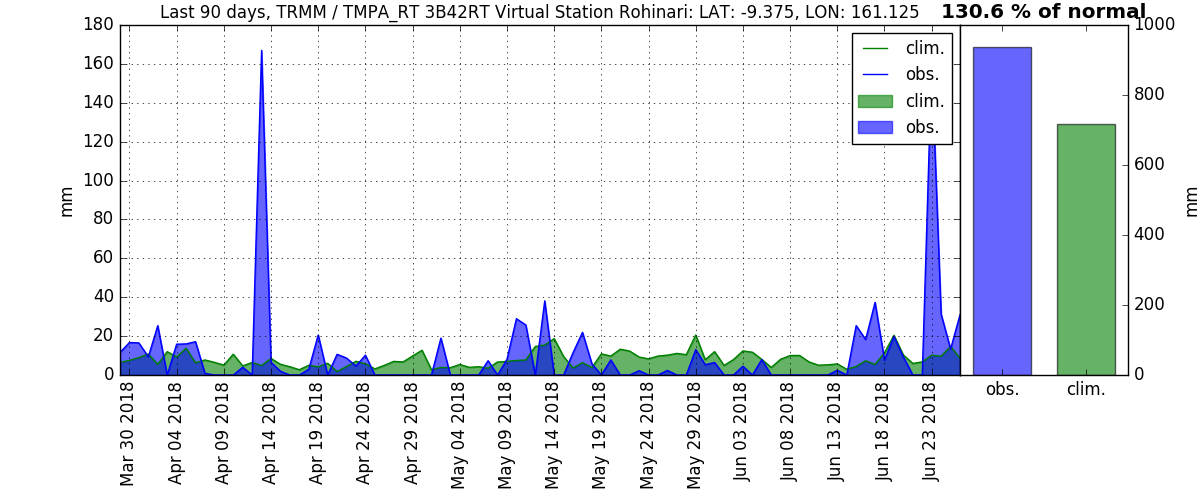 Last 90 days, TRMM / TMPA_RT 3B42RT Virtual Station Rohinari: LAT: -9.375, LON: 161.125
130.6 % of normal
180
160
140
120
100
80
60
40
20
0
mm
clim.
obs.
clim.
obs.
1000
800
600
400
200
0
mm
obs.
clim.
Mar 30 2018
Apr 04 2018
Apr 09 2018
Apr 14 2018
Apr 19 2018
Apr 24 2018
Apr 29 2018
May 04 2018
May 09 2018
May 14 2018
May 19 2018
May 24 2018
May 29 2018
Jun 03 2018
Jun 08 2018
Jun 13 2018
Jun 18 2018
Jun 23 2018